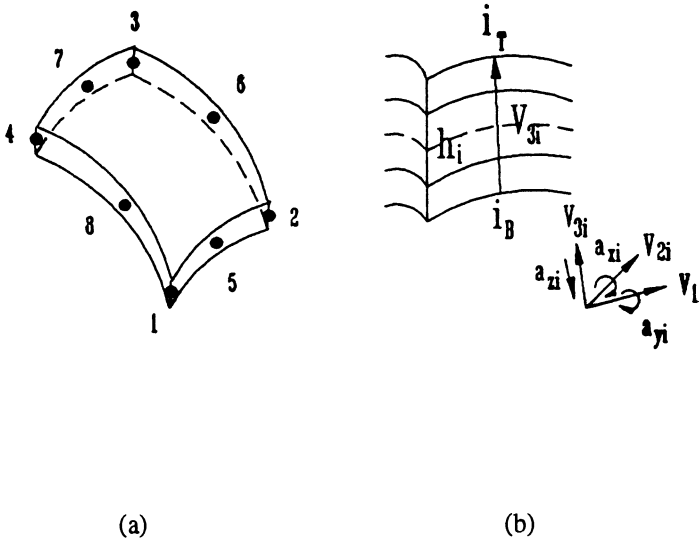 3
7
6
4
8
2
5
1
(a)
i_T
V_3i
h_i
i_B
V_3i
a_xi
V_2i
a_zi
V_1
a_yi
(b)